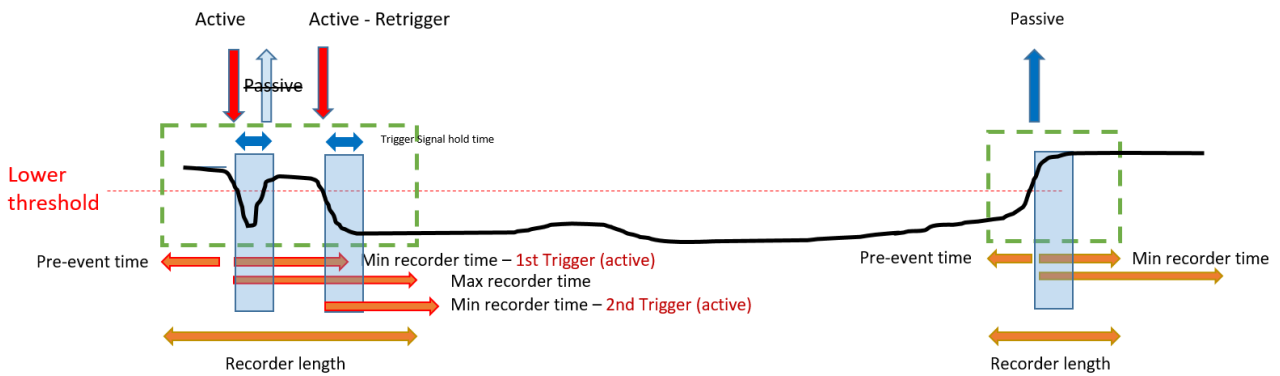 Active
Active - Retrigger
Passive
Passive
Trigger Signal hold time
Lower
threshold
Pre-event time
Min recorder time – 1st Trigger (active)
Pre-event time
Min recorder time
Max recorder time
Min recorder time – 2nd Trigger (active)
Recorder length
Recorder length